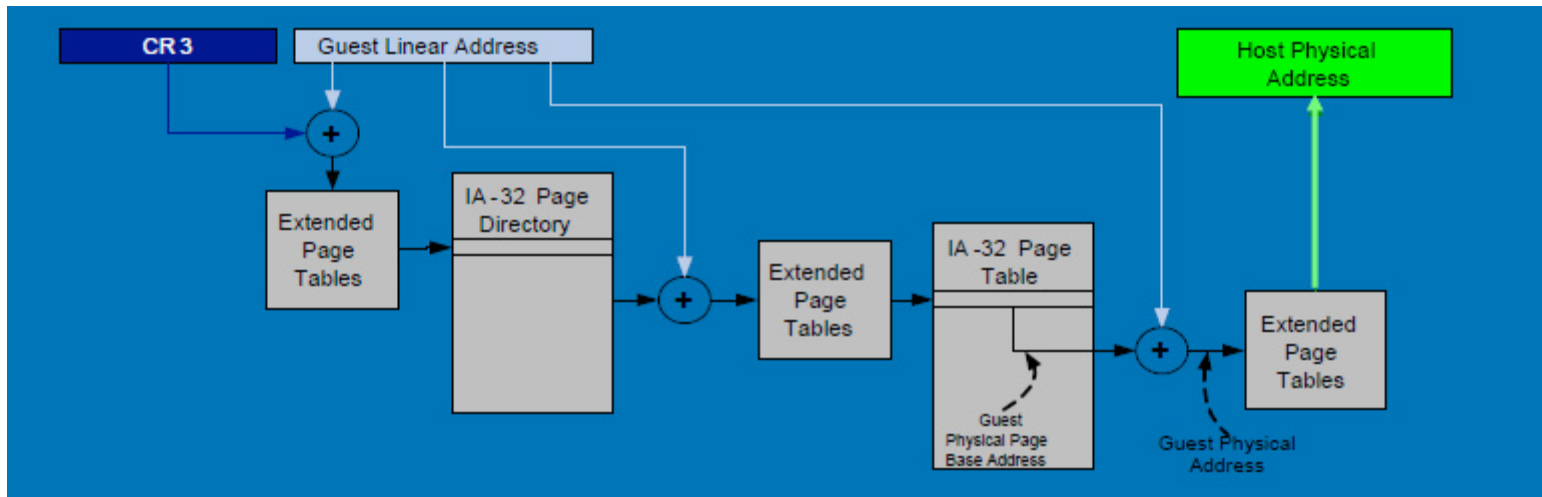 CR 3
Guest Linear Address
Host Physical
Address
+
Extended
Page
Tables
IA - 32 Page
Directory
+
Extended
Page
Tables
IA - 32 Page
Table
Guest
Physical Page
Base Address
+
Guest Physical
Address
Extended
Page
Tables